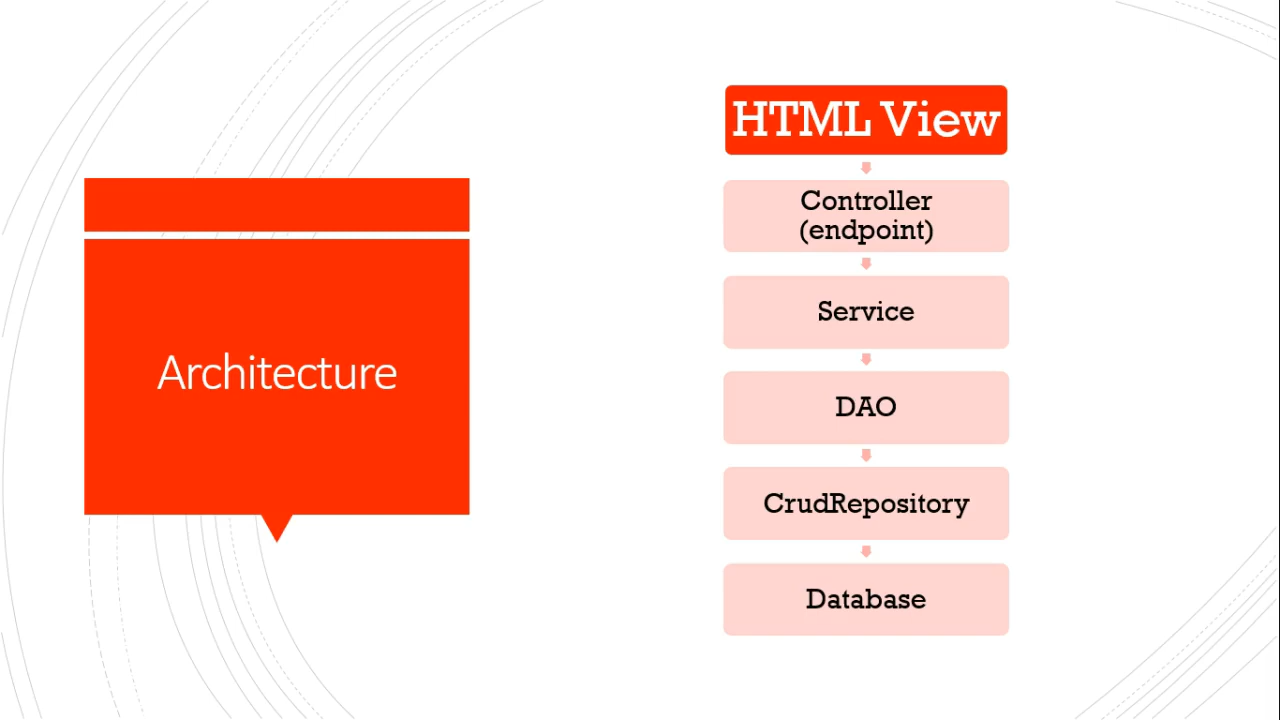 Architecture
HTML View
Controller
(endpoint)
Service
DAO
CrudRepository
Database